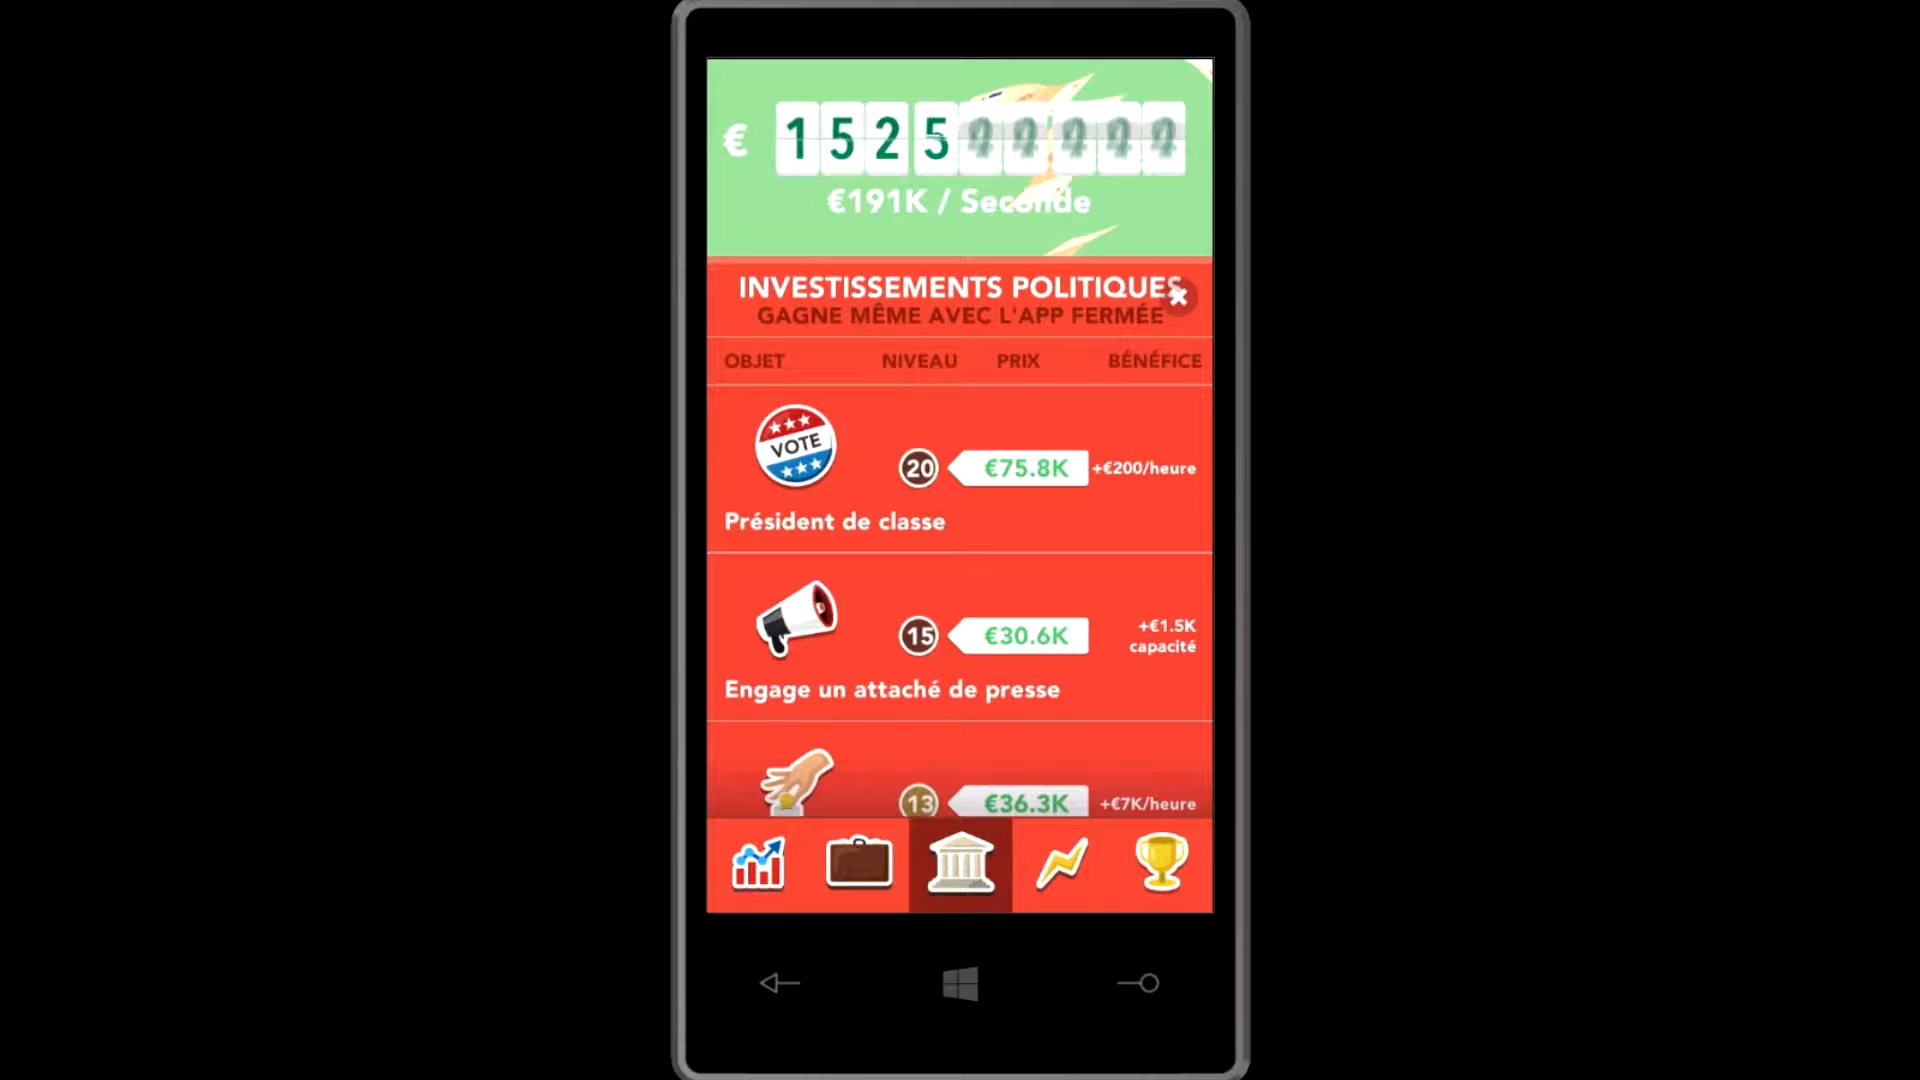 € 1525
€191K / Seconde
INVESTISSEMENTS POLITIQUES
GAGNE MÊME AVEC L'APP FERMÉE
OBJET NIVEAU PRIX BÉNÉFICE
VOTE
20 €75.8K +€200/heure
Président de classe
15 €30.6K +€1.5K
capacité
Engage un attaché de presse
13 €36.3K +€7K/heure